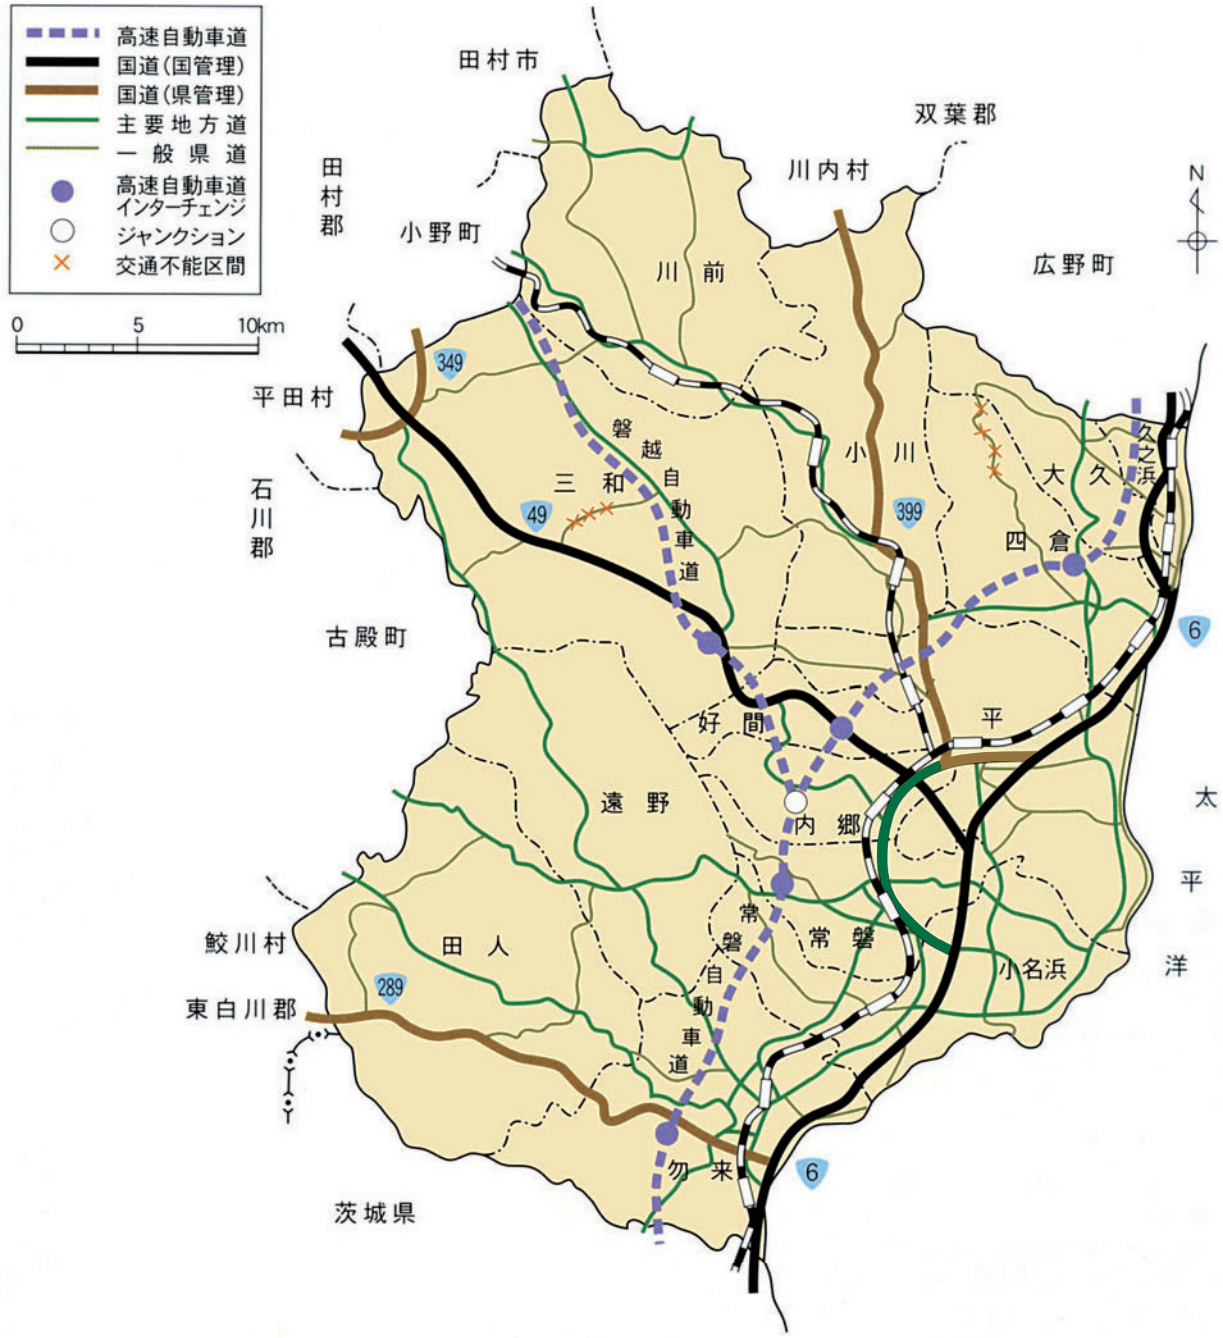 高速自動車道
国道(国管理)
国道(県管理)
主要地方道
一般県道
高速自動車道
インターチェンジ
ジャンクション
交通不能区間
0 5 10km
N
田村市
双葉郡
川内村
田村郡
小野町
広野町
川前
349
平田村
久之浜
磐越自動車道
小川
大久
三和
石川郡
49
399
四倉
古殿町
6
好間
平
遠野
内郷
太平洋
常磐自動車道
常磐
鮫川村
田人
小名浜
289
東白川郡
勿来
6
茨城県